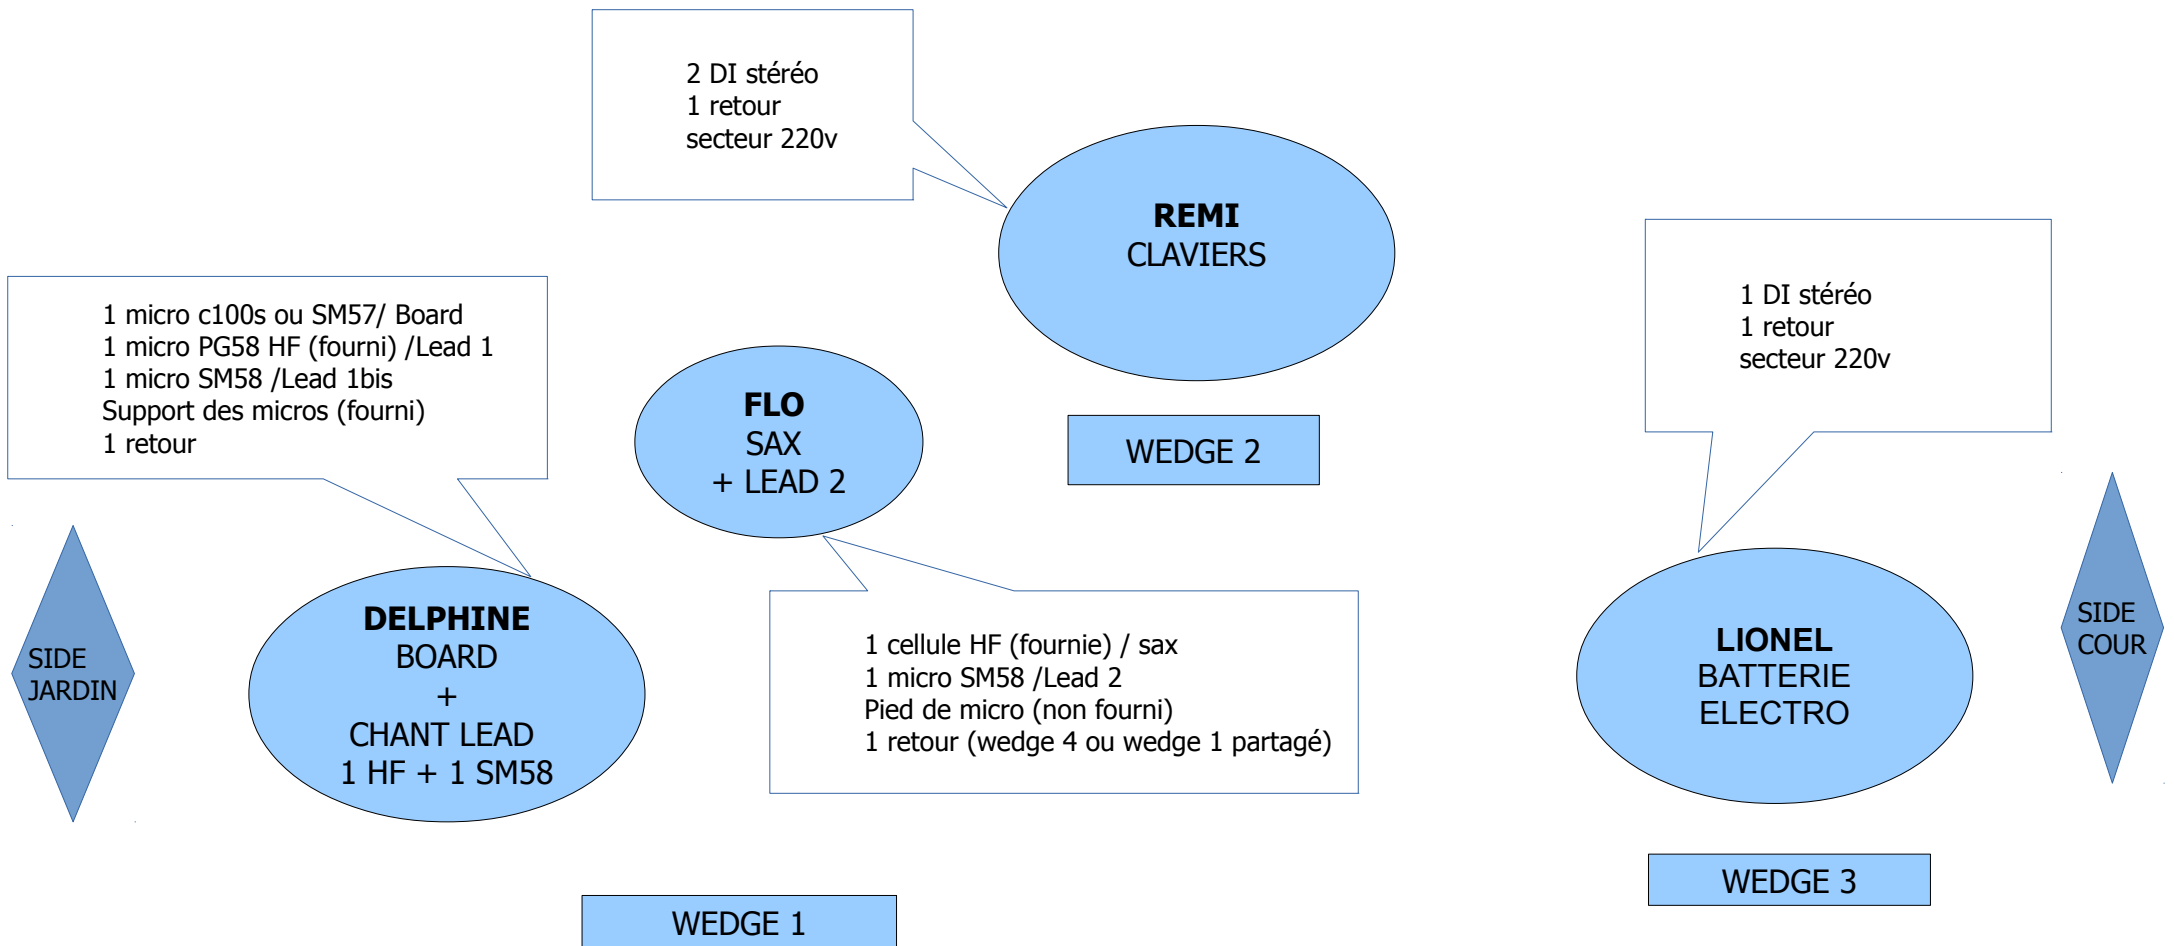 2 DI stéréo
1 retour
secteur 220v
REMI
CLAVIERS
1 DI stéréo
1 retour
secteur 220v
1 micro c100s ou SM57/ Board
1 micro PG58 HF (fourni) /Lead 1
1 micro SM58 /Lead 1bis
Support des micros (fourni)
1 retour
FLO
SAX
+ LEAD 2
WEDGE 2
SIDE
JARDIN
DELPHINE
BOARD
+
CHANT LEAD
1 HF + 1 SM58
1 cellule HF (fournie) / sax
1 micro SM58 /Lead 2
Pied de micro (non fourni)
1 retour (wedge 4 ou wedge 1 partagé)
LIONEL
BATTERIE
ELECTRO
SIDE
COUR
WEDGE 3
WEDGE 1